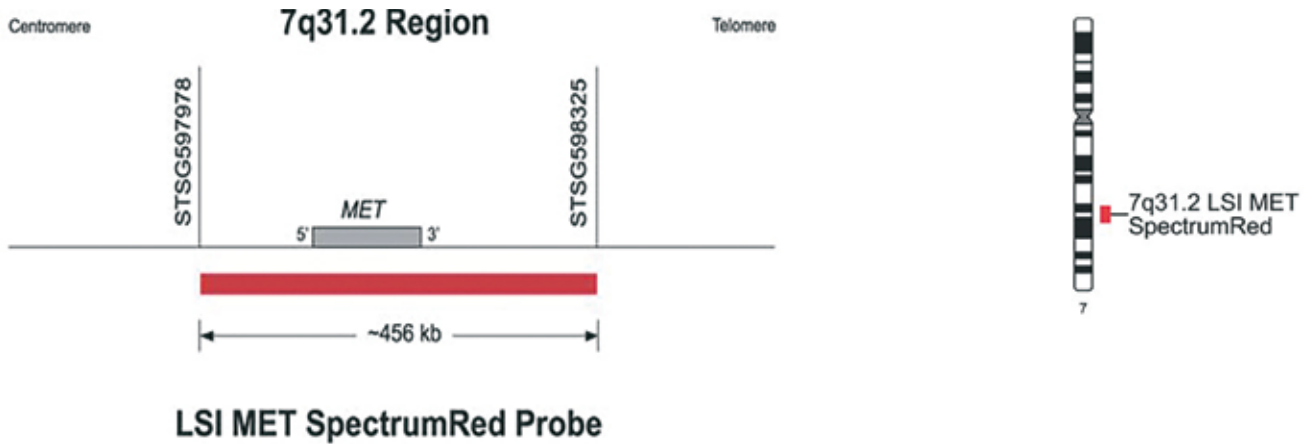 Centromere
7q31.2 Region
Telomere
STSG597978
STSG598325
MET
5'
3'
~456 kb
LSI MET SpectrumRed Probe
7q31.2 LSI MET
SpectrumRed
7